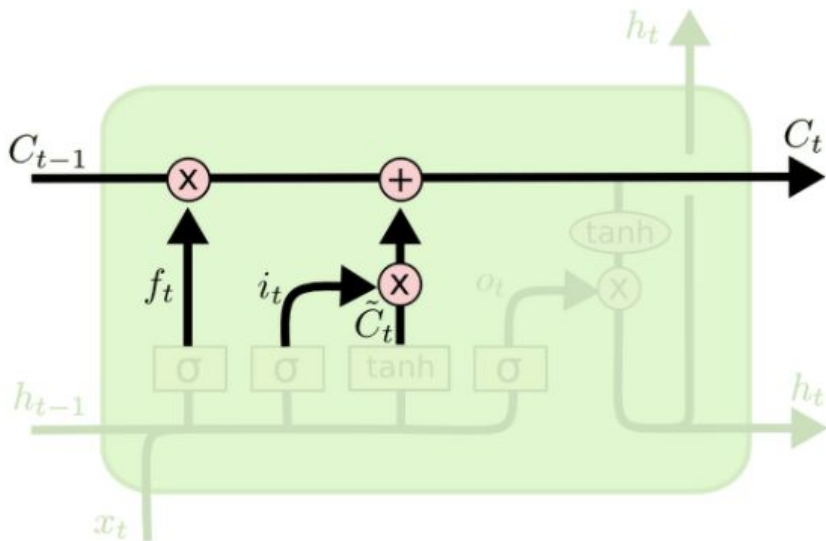 h_t
C_{t-1} C_t
x +
tanh
f_t i_t x o_t x
\tilde{C}_t
σ σ tanh σ
h_{t-1} h_t
x_t